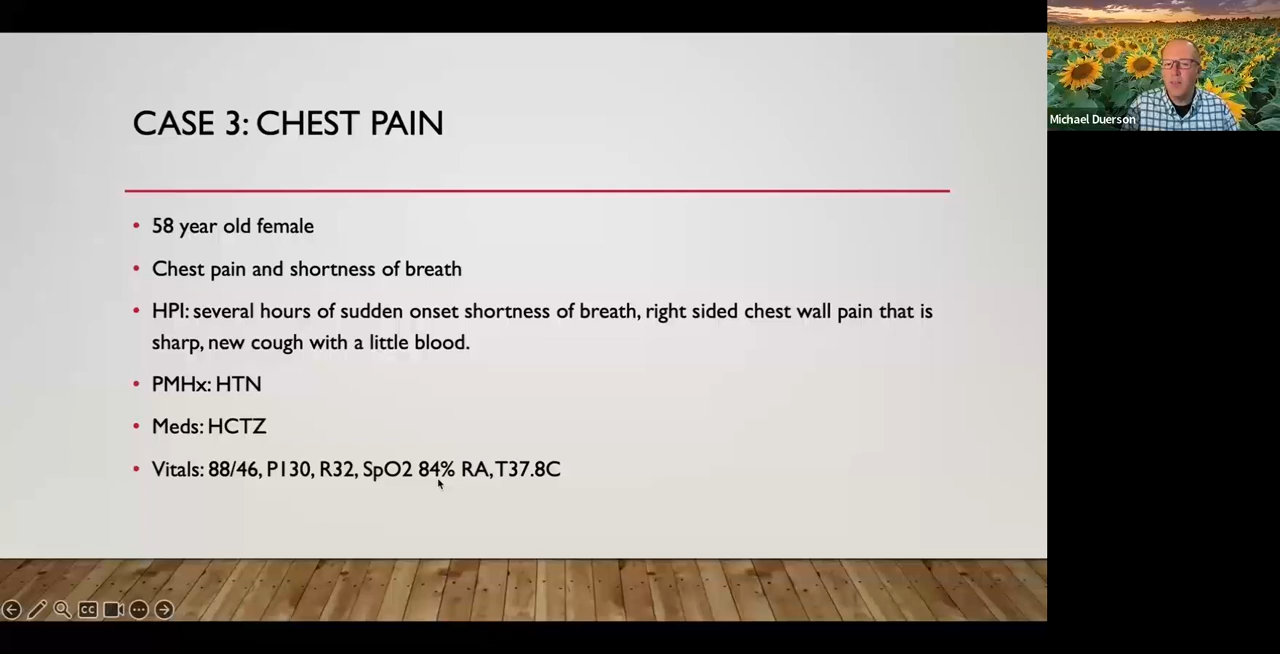 CASE 3: CHEST PAIN
• 58 year old female
• Chest pain and shortness of breath
• HPI: several hours of sudden onset shortness of breath, right sided chest wall pain that is
sharp, new cough with a little blood.
• PMHx: HTN
• Meds: HCTZ
• Vitals: 88/46, P130, R32, SpO2 84% RA, T37.8C
Michael Duerson
CC